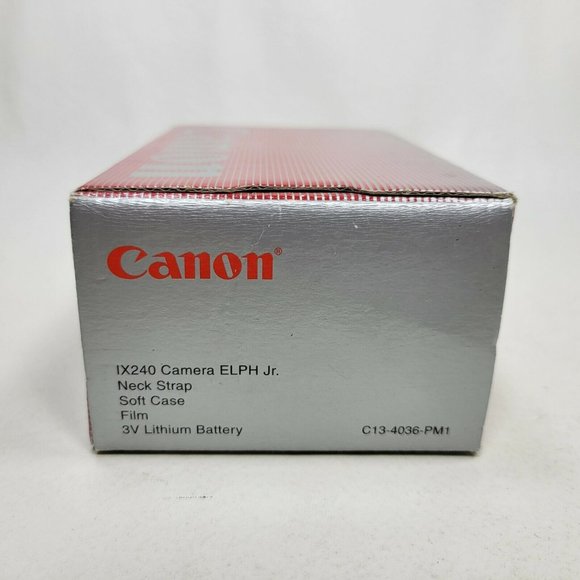 Canon®
IX240 Camera ELPH Jr.
Neck Strap
Soft Case
Film
3V Lithium Battery
C13-4036-PM1